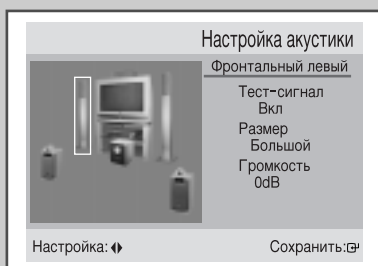 Настройка акустики
Фронтальный левый
Тест-сигнал
Вкл
Размер
Большой
Громкость
0dB
Настройка:
Сохранить: